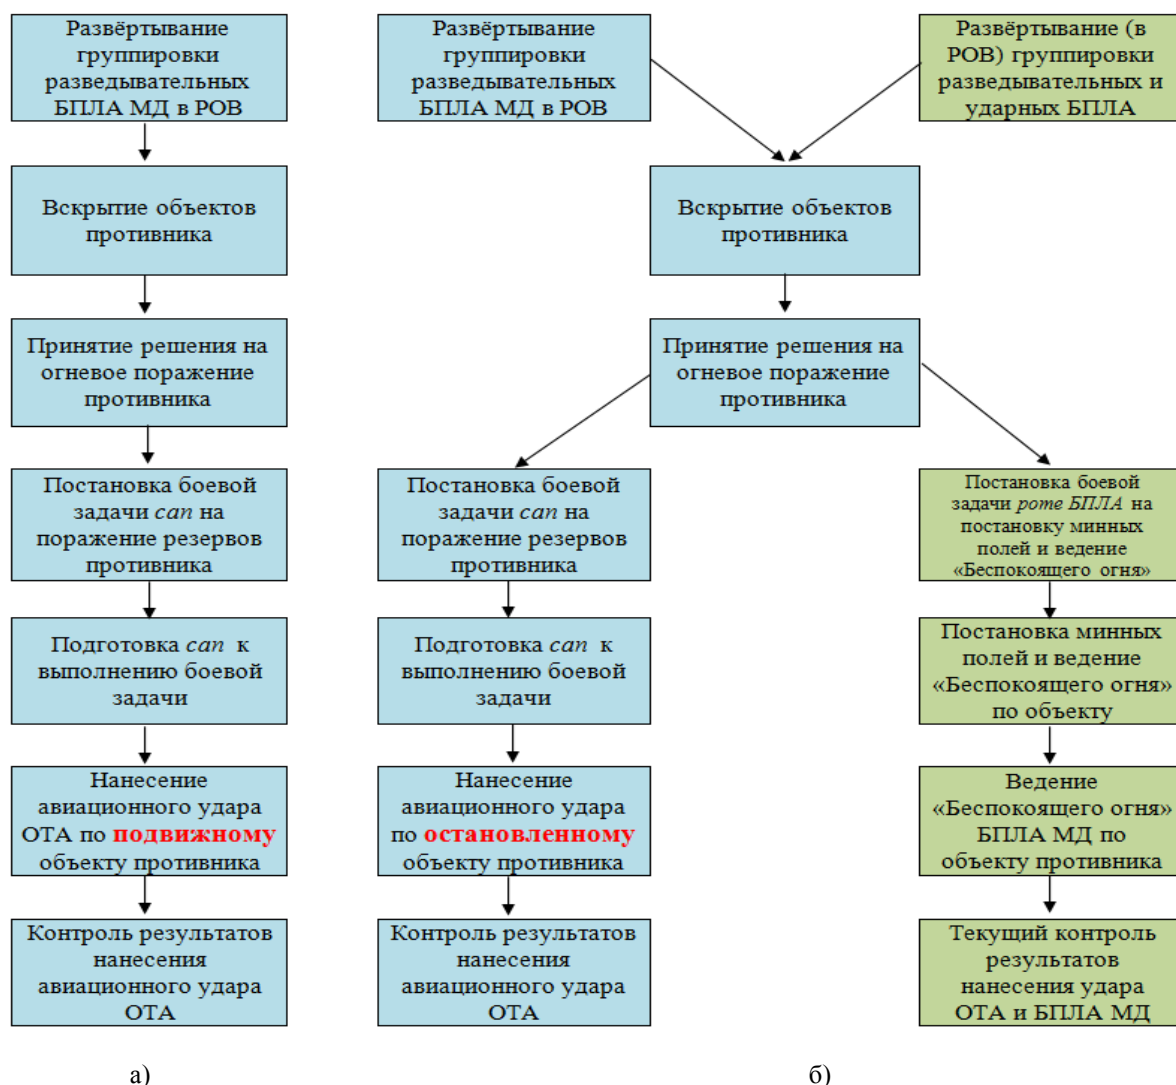 Развёртывание
группировки
разведывательных
БПЛА МД в РОВ
Вскрытие объектов
противника
Принятие решения на
огневое поражение
противника
Постановка боевой
задачи сап на
поражение резервов
противника
Подготовка сап к
выполнению боевой
задачи
Нанесение
авиационного удара
ОТА по подвижному
объекту противника
Контроль результатов
нанесения
авиационного удара
ОТА
а)
Развёртывание
группировки
разведывательных
БПЛА МД в РОВ
Развёртывание (в
РОВ) группировки
разведывательных и
ударных БПЛА
Вскрытие объектов
противника
Принятие решения на
огневое поражение
противника
Постановка боевой
задачи сап на
поражение резервов
противника
Подготовка сап к
выполнению боевой
задачи
Нанесение
авиационного удара
по остановленному
объекту противника
Контроль результатов
нанесения
авиационного удара
ОТА
Постановка боевой
задачи роте БПЛА на
постановку минных
полей и ведение
«Беспокоящего огня»
Постановка минных
полей и ведение
«Беспокоящего огня»
по объекту
Ведение
«Беспокоящего огня»
БПЛА МД по
объекту противника
Текущий контроль
результатов
нанесения удара
ОТА и БПЛА МД
б)